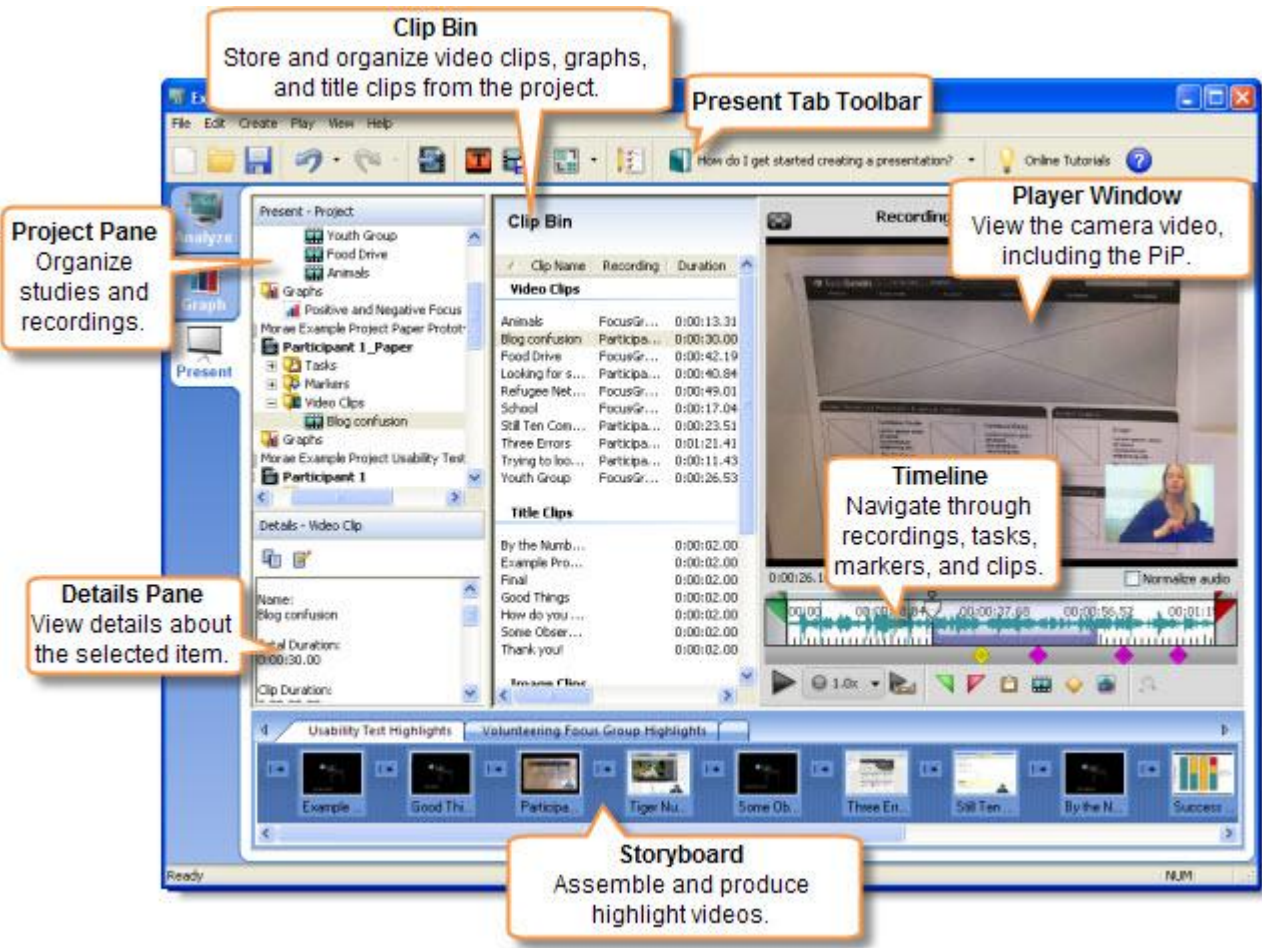 Clip Bin
Store and organize video clips, graphs,
and title clips from the project.
Present Tab Toolbar
Ex
File Edit Create Play View Help
How do I get started creating a presentation?
Online Tutorials
Player Window
View the camera video,
including the PiP.
Project Pane
Organize
studies and
recordings.
Analyze
Graph
Present
Present - Project
Youth Group
Food Drive
Animals
Graphs
Positive and Negative Focus
Morae Example Project Paper Protot
Participant 1_Paper
Tasks
Markers
Video Clips
Blog confusion
Graphs
Morae Example Project Usability Test
Participant 1
Clip Bin
Clip Name Recording Duration
Video Clips
Animals FocusGr... 0:00:13.31
Blog confusion Participa... 0:00:30.00
Food Drive FocusGr... 0:00:42.19
Looking for s... Participa... 0:00:40.84
Refugee Net... FocusGr... 0:00:49.01
School FocusGr... 0:00:17.04
Still Ten Com... Participa... 0:00:23.51
Three Errors Participa... 0:01:21.41
Trying to loo... Participa... 0:00:11.43
Youth Group FocusGr... 0:00:26.53
Title Clips
By the Numb... 0:00:02.00
Example Pro... 0:00:02.00
Final 0:00:02.00
Good Things 0:00:02.00
How do you ... 0:00:02.00
Some Obser... 0:00:02.00
Thank you! 0:00:02.00
Image Clips
Recording
Timeline
Navigate through
recordings, tasks,
markers, and clips.
0:00:26.1
Normalize audio
00:00:27.68 00:00:56.52
1.0x
Details - Video Clip
Details Pane
View details about
the selected item.
Name:
Blog confusion
Total Duration:
0:00:30.00
Clip Duration:
Usability Test Highlights
Volunteering Focus Group Highlights
Example ...
Good Thi...
Participa...
Tiger Nu...
Some Ob...
Three Err...
Still Ten ...
By the N...
Success ...
Storyboard
Assemble and produce
highlight videos.
Ready
NUM